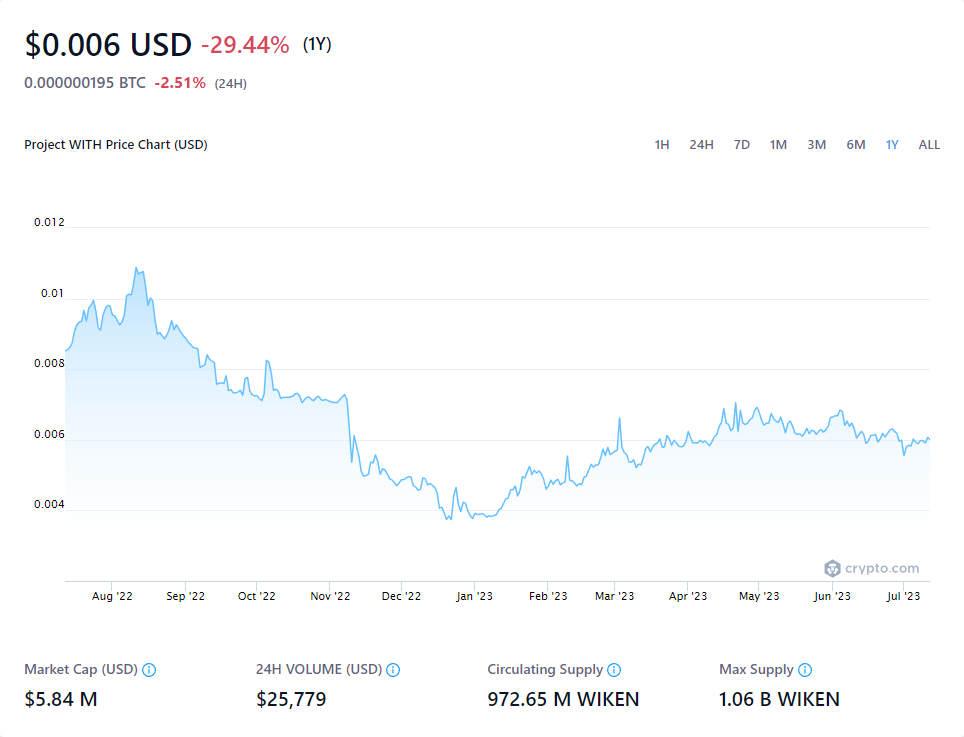 $0.006 USD -29.44% (1Y)
0.000000195 BTC -2.51% (24H)
Project WITH Price Chart (USD)
1H 24H 7D 1M 3M 6M 1Y ALL
0.012
0.01
0.008
0.006
0.004
crypto.com
Aug '22 Sep '22 Oct '22 Nov '22 Dec '22 Jan '23 Feb '23 Mar '23 Apr '23 May '23 Jun '23 Jul '23
Market Cap (USD) 24H VOLUME (USD) Circulating Supply Max Supply
$5.84 M $25,779 972.65 M WIKEN 1.06 B WIKEN